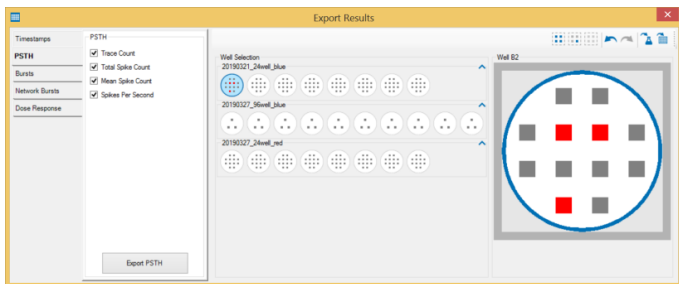 Export Results
Timestamps
PSTH
Bursts
Network Bursts
Dose Response
PSTH
Trace Count
Total Spike Count
Mean Spike Count
Spikes Per Second
Export PSTH
Well Selection
20190321_24well_blue
20190327_96well_blue
20190327_24well_red
Well B2